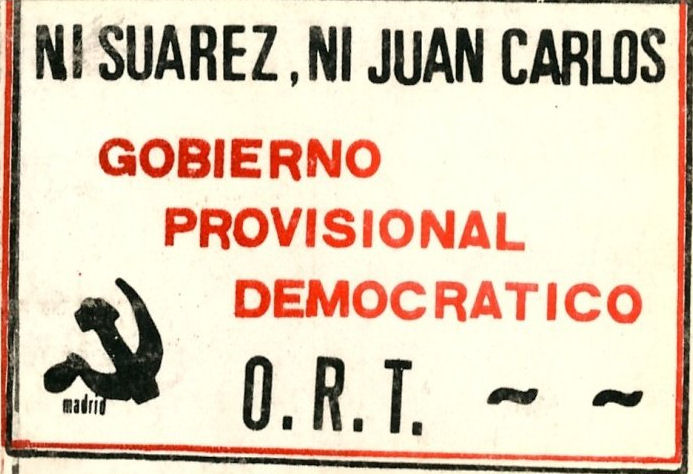 NI SUAREZ, NI JUAN CARLOS
GOBIERNO
PROVISIONAL
DEMOCRATICO
madrid
O.R.T. ~ ~